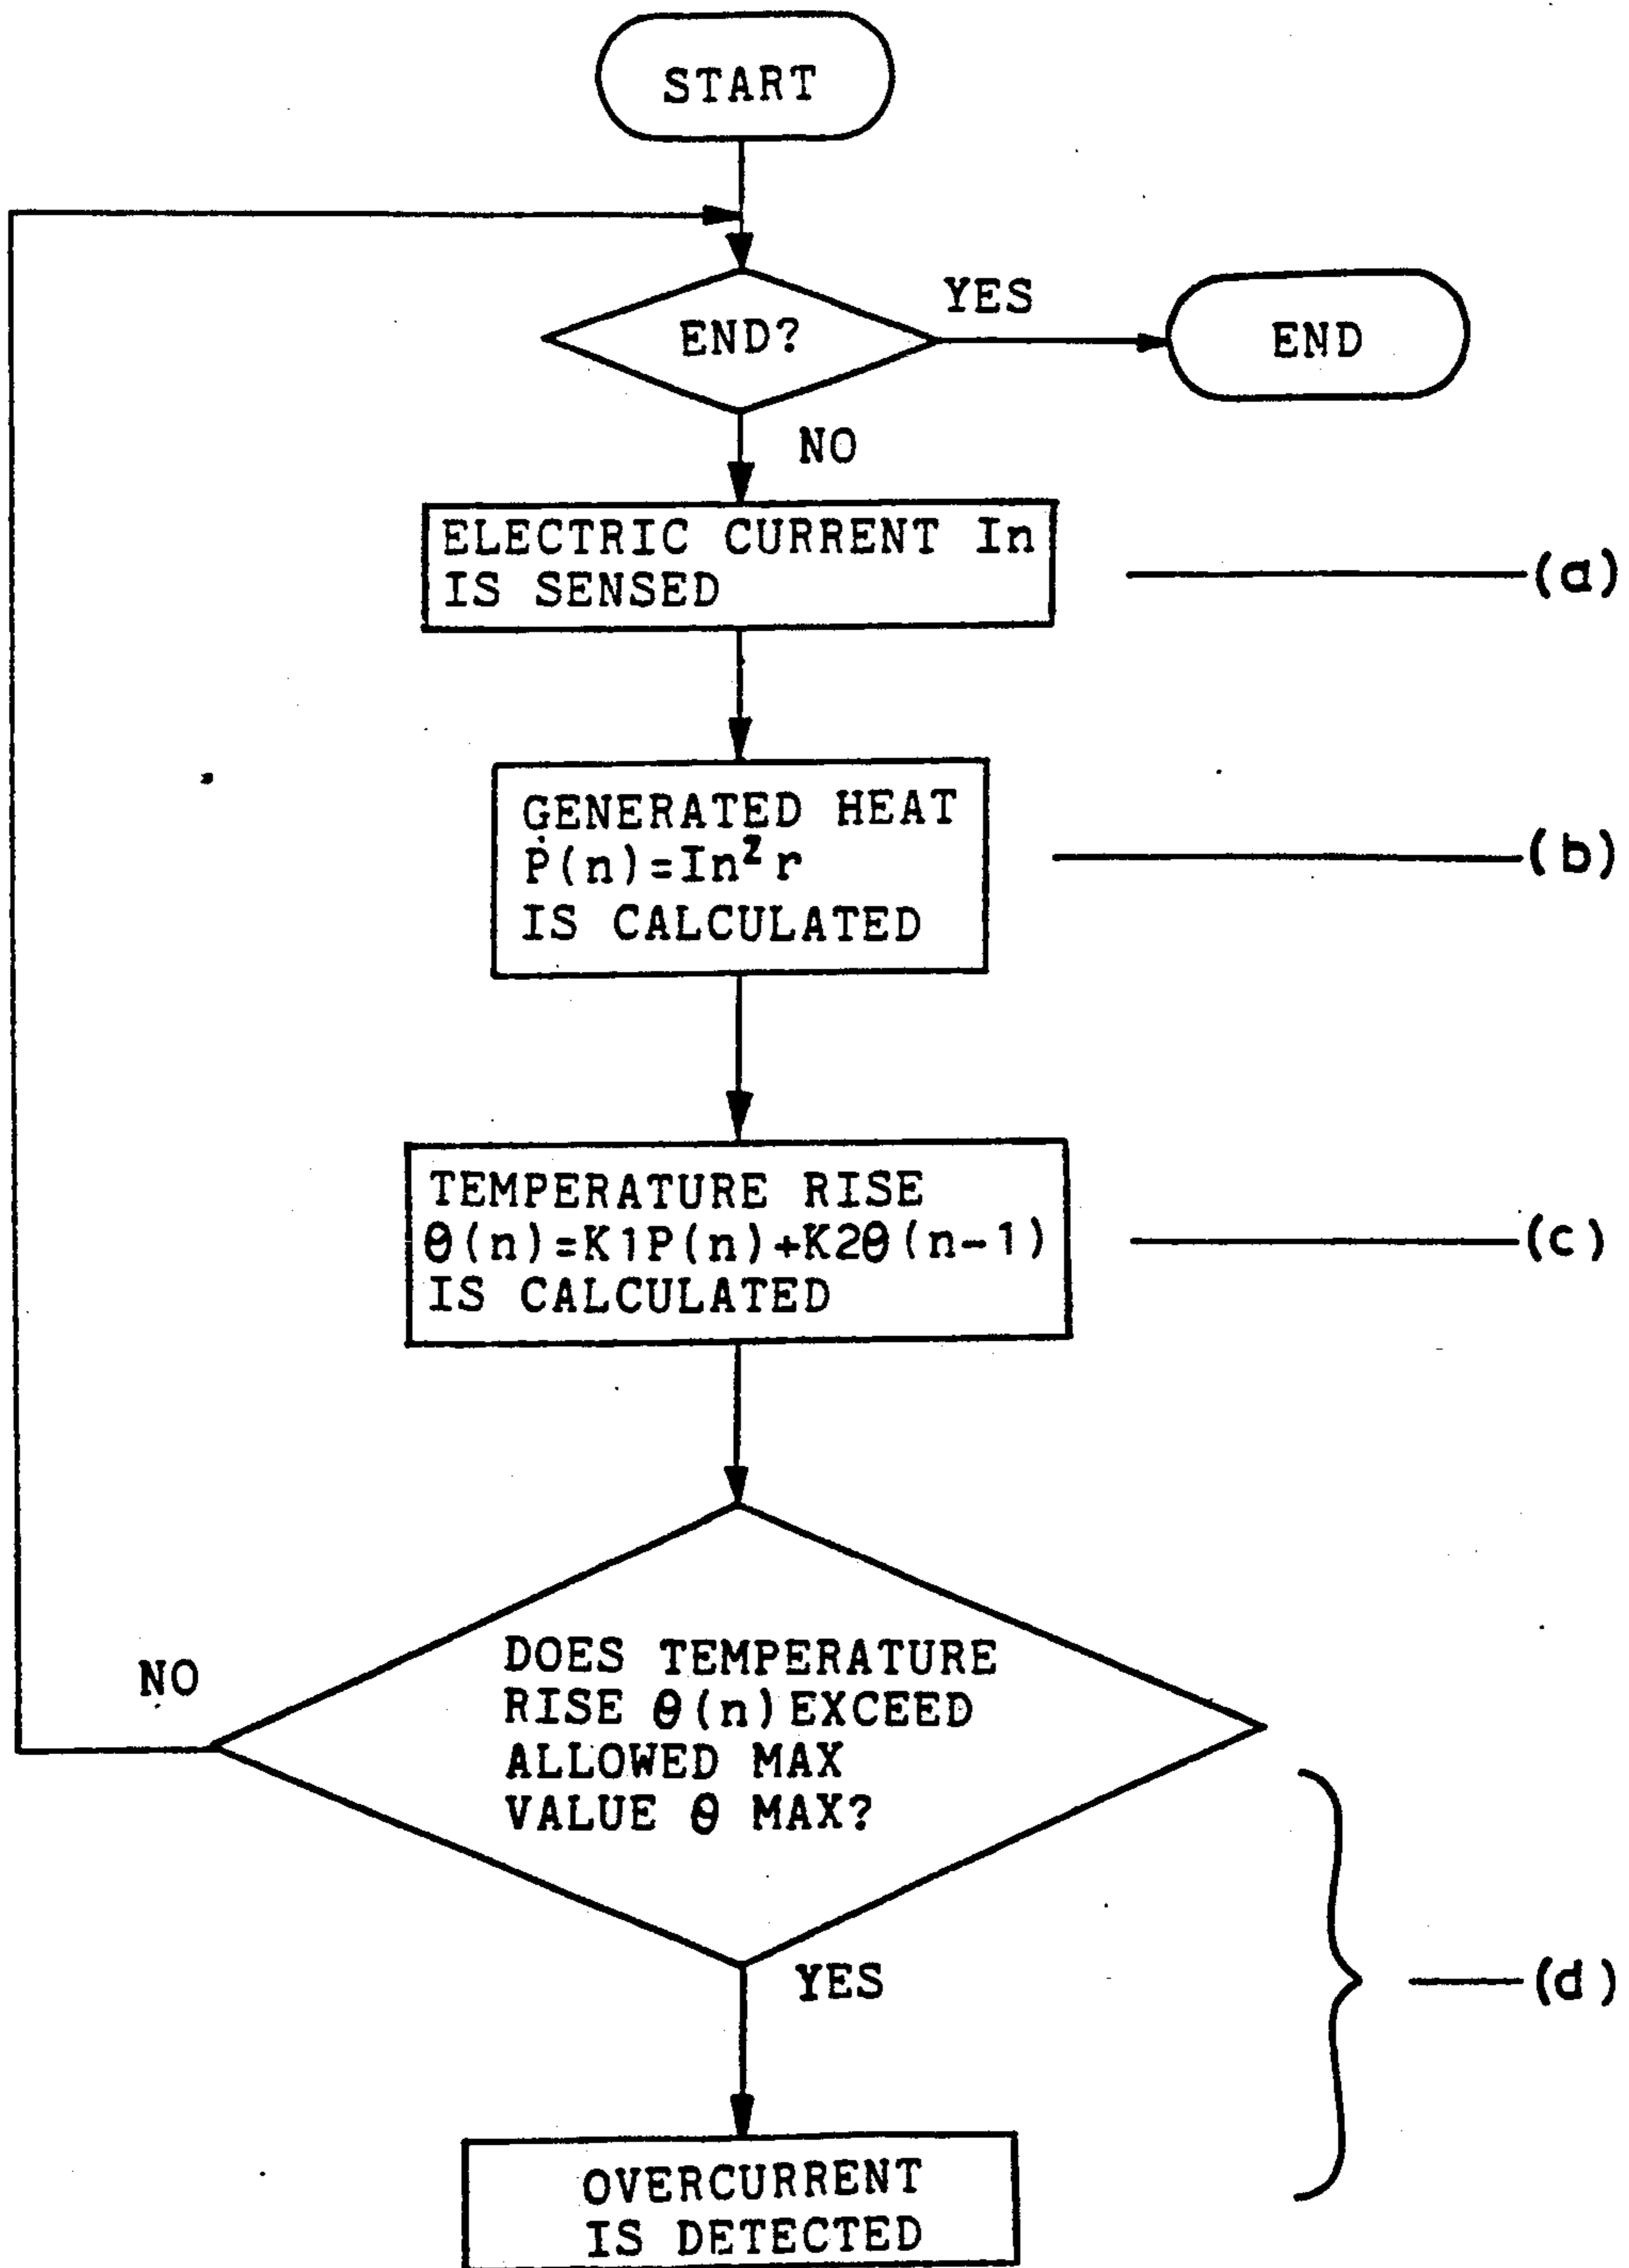 START
END?
YES
END
NO
ELECTRIC CURRENT In
IS SENSED
(a)
GENERATED HEAT
P(n)=In²r
IS CALCULATED
(b)
TEMPERATURE RISE
θ(n)=K1P(n)+K2θ(n-1)
IS CALCULATED
(c)
NO
DOES TEMPERATURE
RISE θ(n) EXCEED
ALLOWED MAX
VALUE θ MAX?
YES
(d)
OVERCURRENT
IS DETECTED